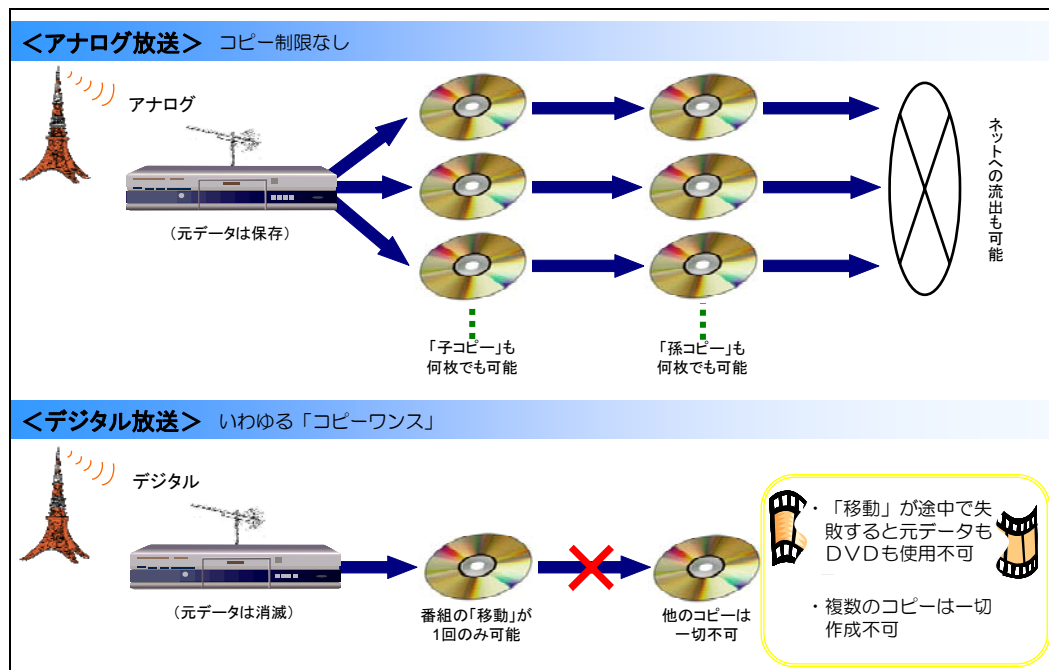 ＜アナログ放送＞ コピー制限なし
アナログ
（元データは保存）
「子コピー」も
何枚でも可能
「孫コピー」も
何枚でも可能
ネットへの流出も可能
＜デジタル放送＞ いわゆる「コピーワンス」
デジタル
（元データは消滅）
番組の「移動」が
1回のみ可能
他のコピーは
一切不可
・「移動」が途中で失
敗すると元データも
ＤＶＤも使用不可
・複数のコピーは一切
作成不可